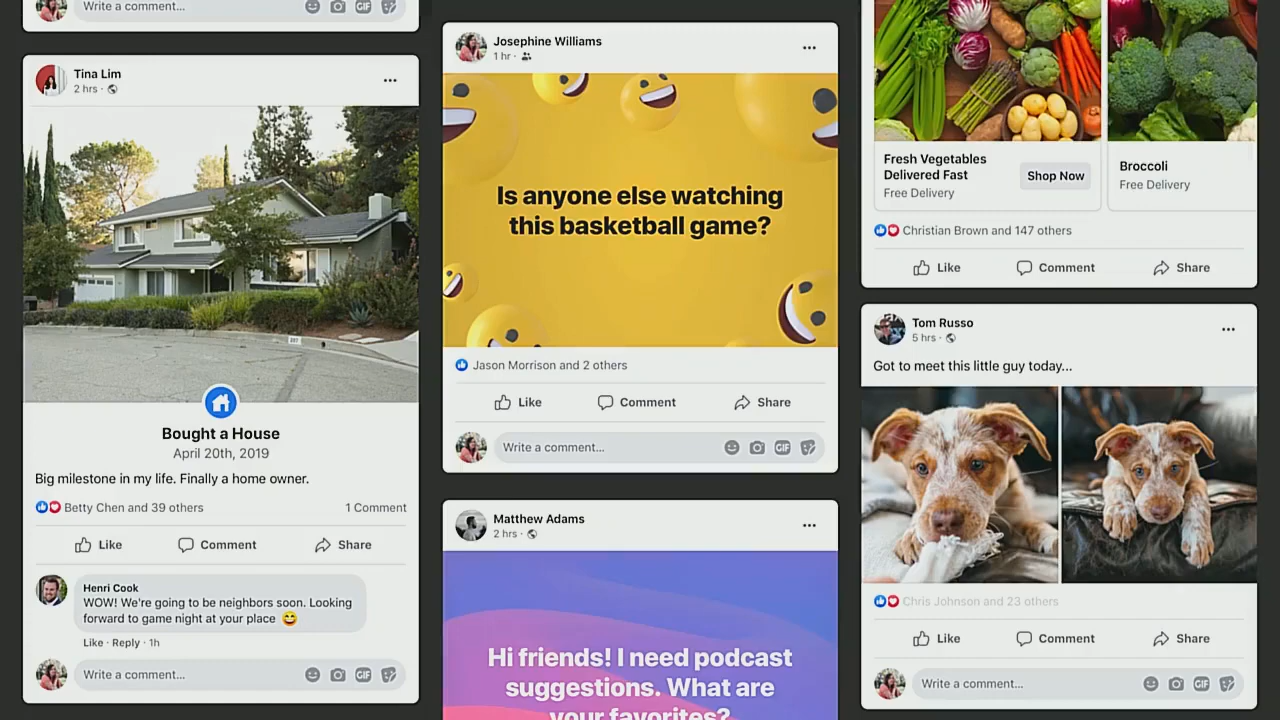 Write a comment...
GIF
Tina Lim
2 hrs ·
Bought a House
April 20th, 2019
Big milestone in my life. Finally a home owner.
Betty Chen and 39 others
1 Comment
Like
Comment
Share
Henri Cook
WOW! We're going to be neighbors soon. Looking
forward to game night at your place 😄
Like · Reply · 1h
Write a comment...
GIF
Josephine Williams
1 hr ·
Is anyone else watching
this basketball game?
Jason Morrison and 2 others
Like
Comment
Share
Write a comment...
GIF
Matthew Adams
2 hrs ·
Hi friends! I need podcast
suggestions. What are
your favorites?
Fresh Vegetables
Delivered Fast
Free Delivery
Shop Now
Broccoli
Free Delivery
Christian Brown and 147 others
Like
Comment
Share
Tom Russo
5 hrs ·
Got to meet this little guy today...
Chris Johnson and 23 others
Like
Comment
Share
Write a comment...
GIF